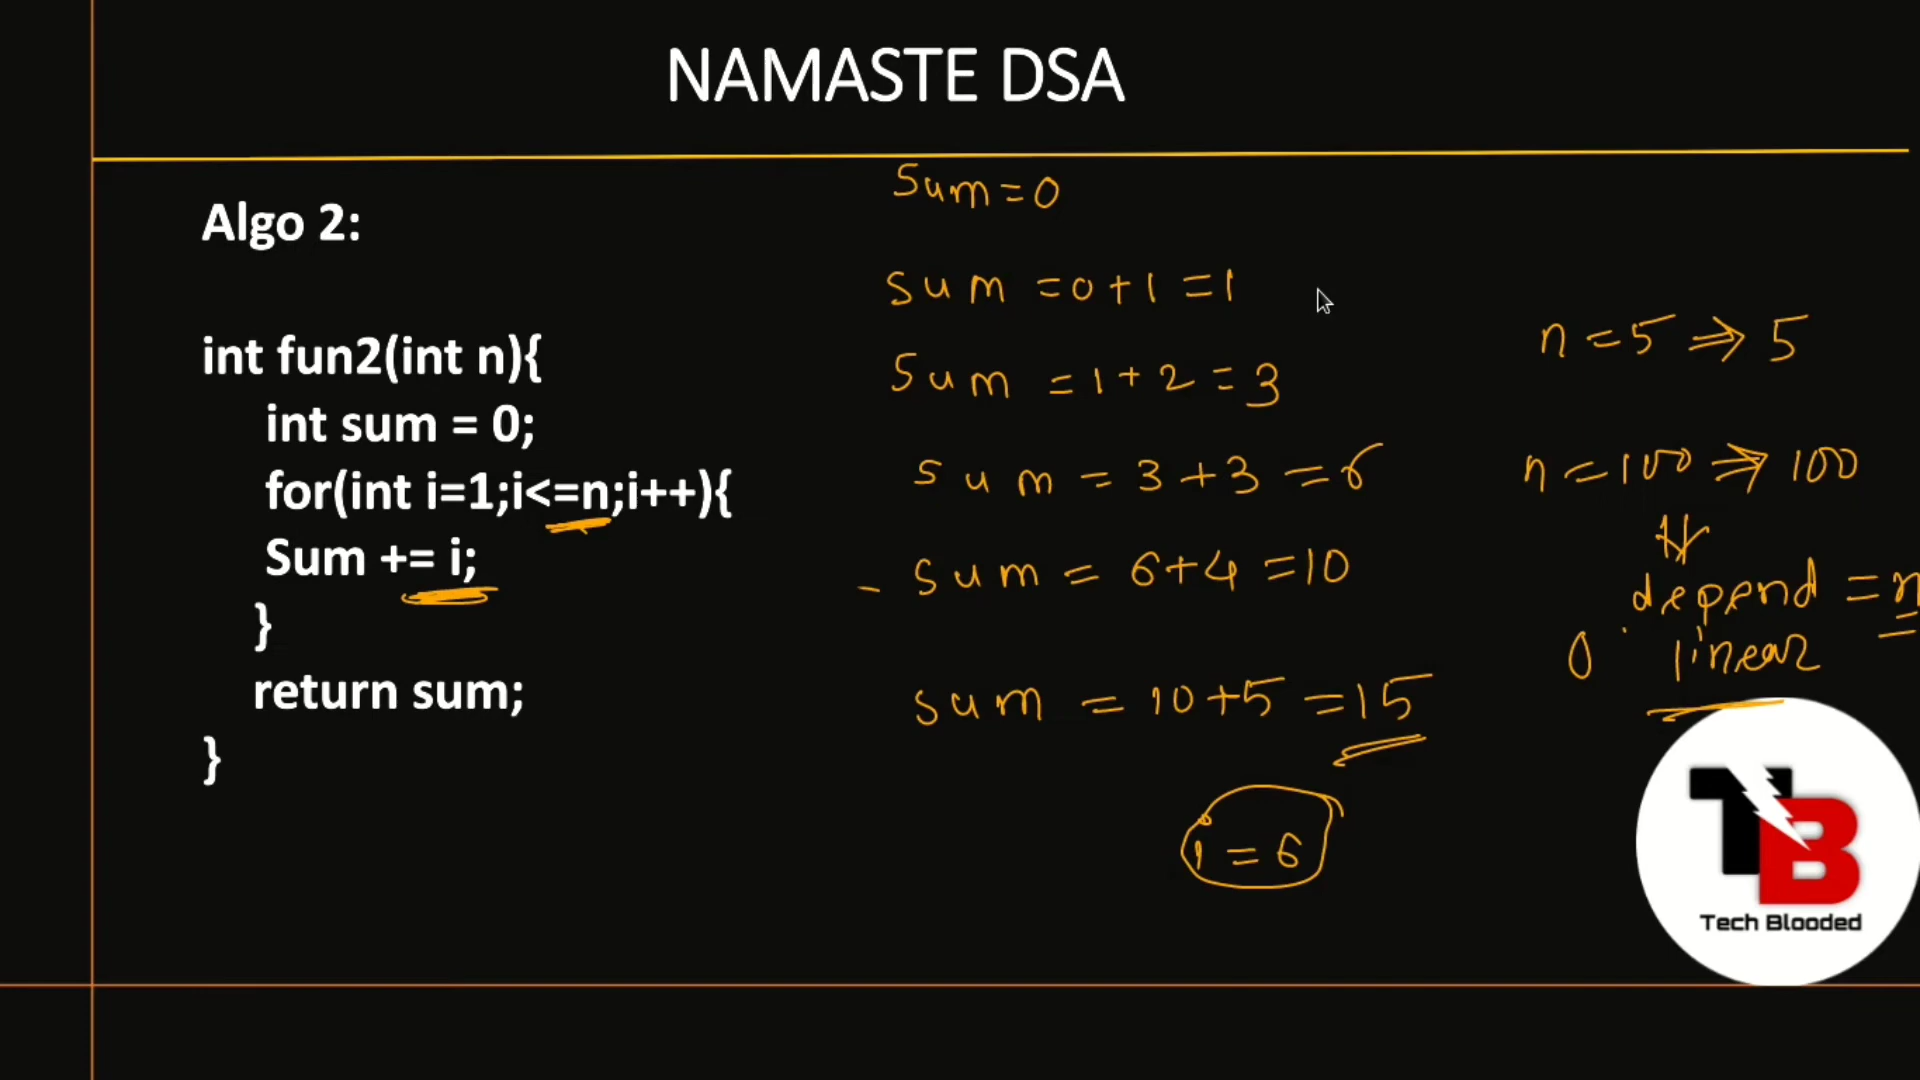 NAMASTE DSA
Algo 2:
int fun2(int n){
int sum = 0;
for(int i=1;i<=n;i++){
Sum += i;
}
return sum;
}
Sum = 0
Sum = 0 + 1 = 1
Sum = 1 + 2 = 3
Sum = 3 + 3 = 6
- Sum = 6 + 4 = 10
Sum = 10 + 5 = 15
i = 6
n = 5 ⇒ 5
n = 100 ⇒ 100
depend = n
0 linear
TB
Tech Blooded